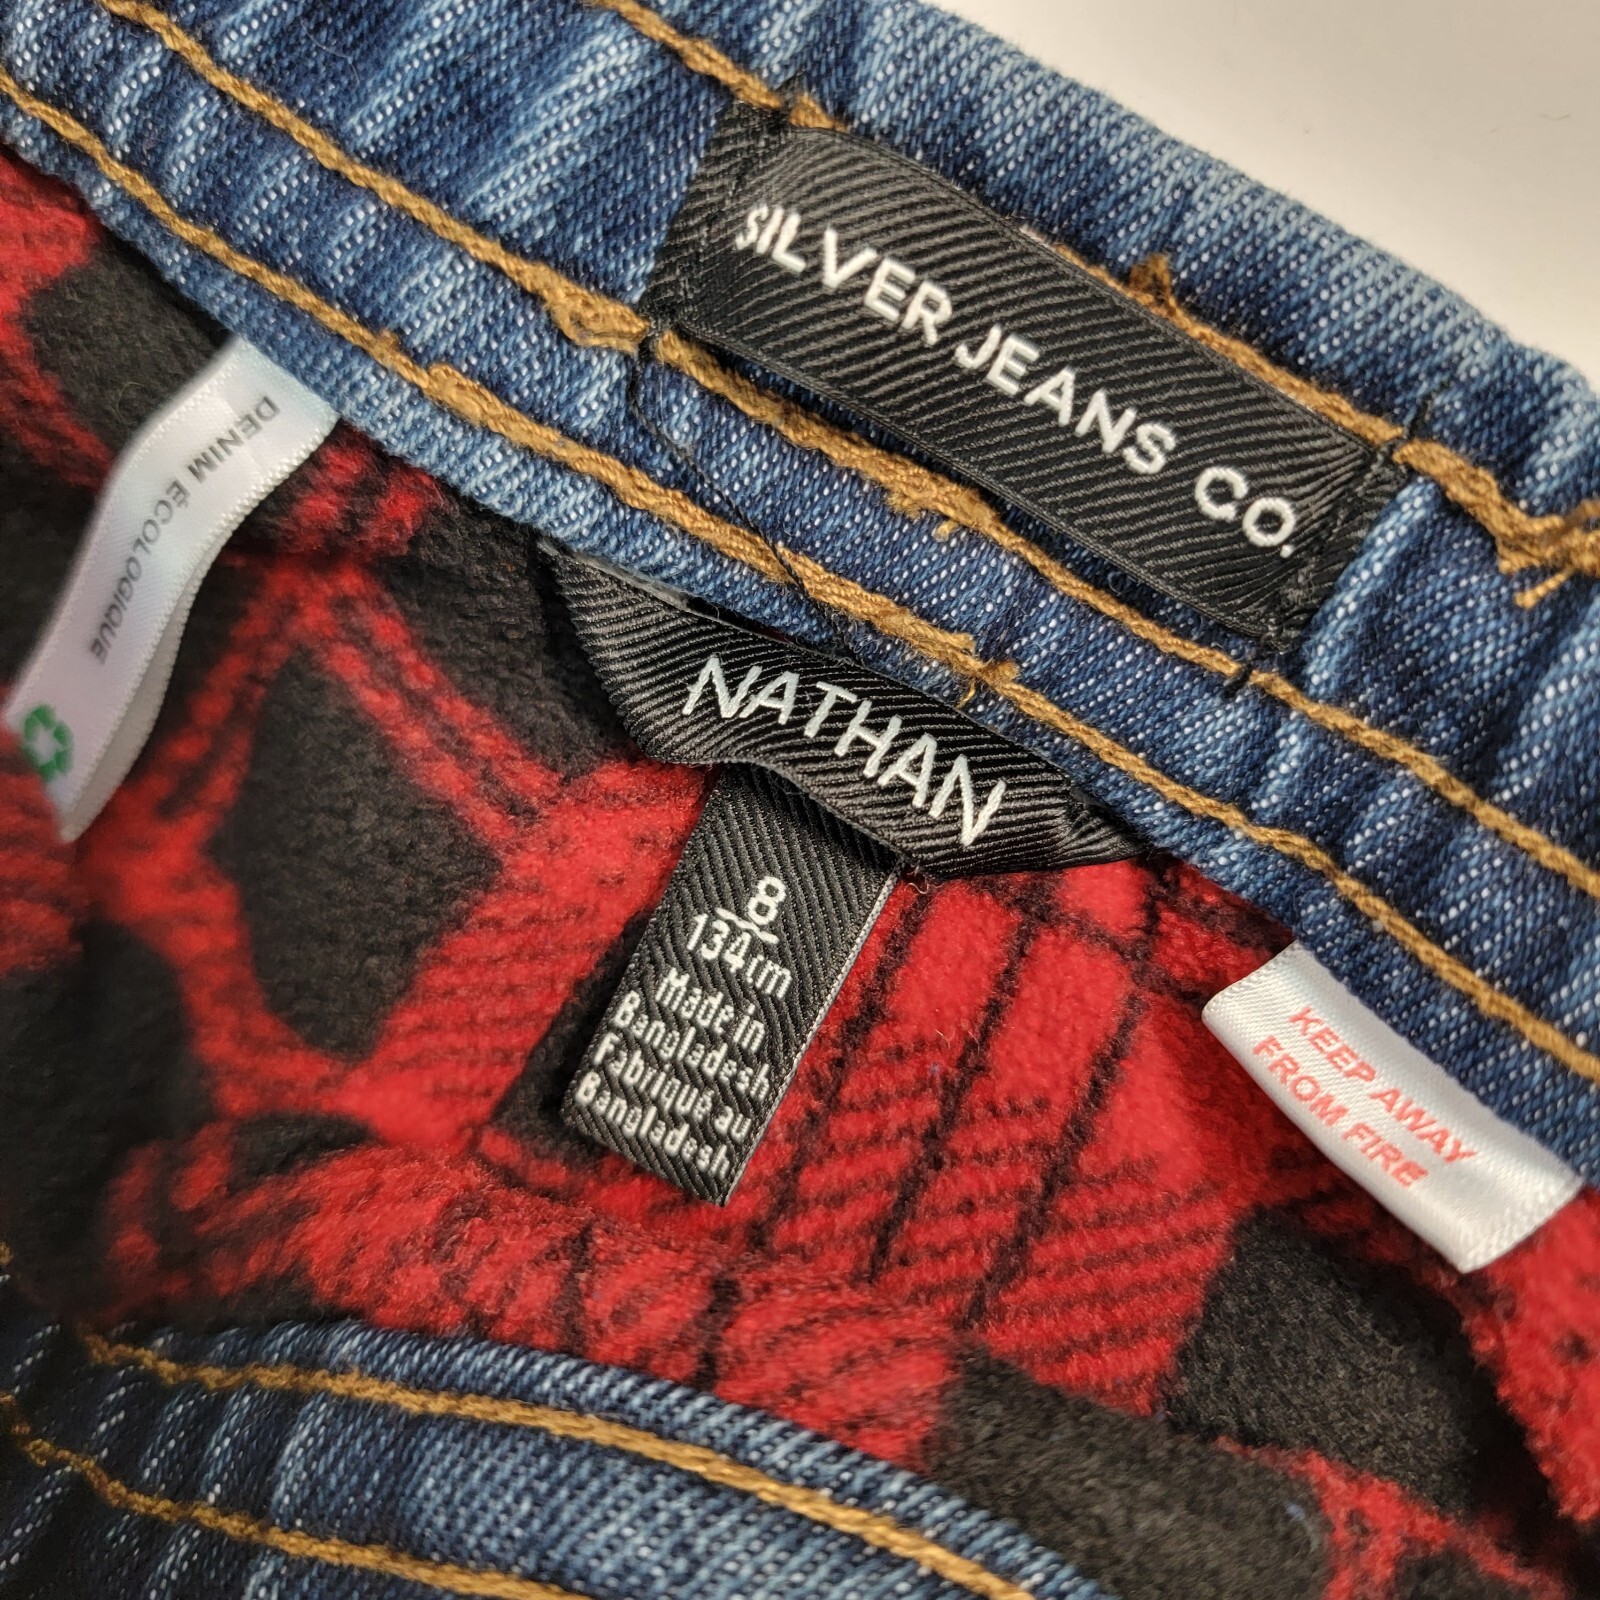 SILVER JEANS CO.
NATHAN
8
134cm
Made in
Bangladesh
Fabriqué au
Bangladesh
DENIM ÉCOLOGIQUE
KEEP AWAY
FROM FIRE